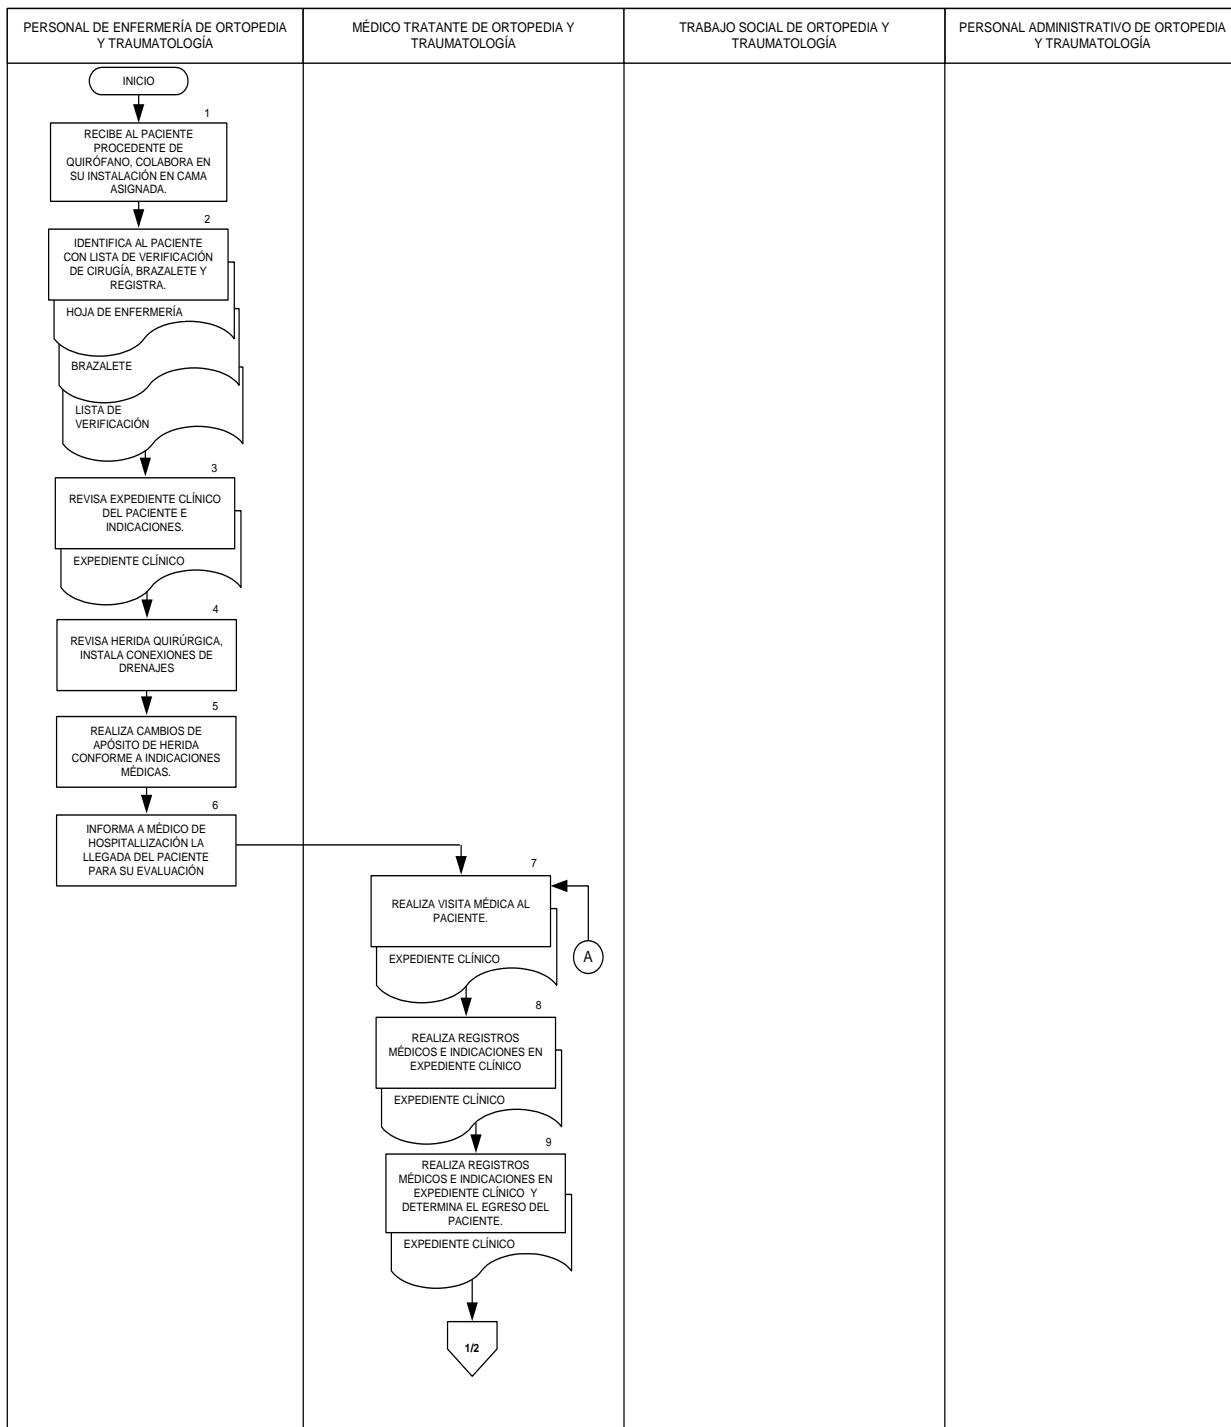 PERSONAL DE ENFERMERÍA DE ORTOPEDIA
Y TRAUMATOLOGÍA
MÉDICO TRATANTE DE ORTOPEDIA Y
TRAUMATOLOGÍA
TRABAJO SOCIAL DE ORTOPEDIA Y
TRAUMATOLOGÍA
PERSONAL ADMINISTRATIVO DE ORTOPEDIA
Y TRAUMATOLOGÍA
INICIO
1
RECIBE AL PACIENTE
PROCEDENTE DE
QUIRÓFANO, COLABORA EN
SU INSTALACIÓN EN CAMA
ASIGNADA.
2
IDENTIFICA AL PACIENTE
CON LISTA DE VERIFICACIÓN
DE CIRUGÍA, BRAZALETE Y
REGISTRA.
HOJA DE ENFERMERÍA
BRAZALETE
LISTA DE
VERIFICACIÓN
3
REVISA EXPEDIENTE CLÍNICO
DEL PACIENTE E
INDICACIONES.
EXPEDIENTE CLÍNICO
4
REVISA HERIDA QUIRÚRGICA,
INSTALA CONEXIONES DE
DRENAJES
5
REALIZA CAMBIOS DE
APÓSITO DE HERIDA
CONFORME A INDICACIONES
MÉDICAS.
6
INFORMA A MÉDICO DE
HOSPITALLIZACIÓN LA
LLEGADA DEL PACIENTE
PARA SU EVALUACIÓN
7
REALIZA VISITA MÉDICA AL
PACIENTE.
EXPEDIENTE CLÍNICO
A
8
REALIZA REGISTROS
MÉDICOS E INDICACIONES EN
EXPEDIENTE CLÍNICO
EXPEDIENTE CLÍNICO
9
REALIZA REGISTROS
MÉDICOS E INDICACIONES EN
EXPEDIENTE CLÍNICO Y
DETERMINA EL EGRESO DEL
PACIENTE.
EXPEDIENTE CLÍNICO
1/2